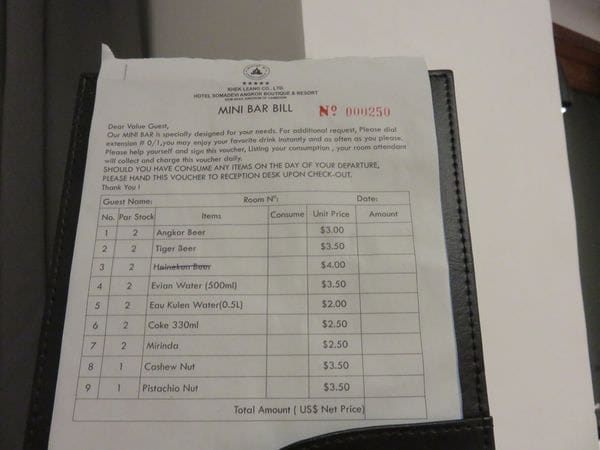 KHEK LEANG CO., LTD.
HOTEL SOMADEVI ANGKOR BOUTIQUE & RESORT
MINI BAR BILL
Nº 000250
Dear Value Guest,
Our MINI BAR is specially designed for your needs. For additional request, Please dial
extension # 0/1,you may enjoy your favorite drink instantly and as often as you please.
Please help yourself and sign this voucher, Listing your consumption , your room attendant
will collect and charge this voucher daily.
SHOULD YOU HAVE CONSUME ANY ITEMS ON THE DAY OF YOUR DEPARTURE,
PLEASE HAND THIS VOUCHER TO RECEPTION DESK UPON CHECK-OUT.
Thank You !
Guest Name: Room Nº: Date:
No. Par Stock Items Consume Unit Price Amount
1 2 Angkor Beer $3.00
2 2 Tiger Beer $3.50
3 2 Heineken Beer $4.00
4 2 Evian Water (500ml) $3.50
5 2 Eau Kulen Water(0.5L) $2.00
6 2 Coke 330ml $2.50
7 2 Mirinda $2.50
8 1 Cashew Nut $3.50
9 1 Pistachio Nut $3.50
Total Amount ( US$ Net Price)